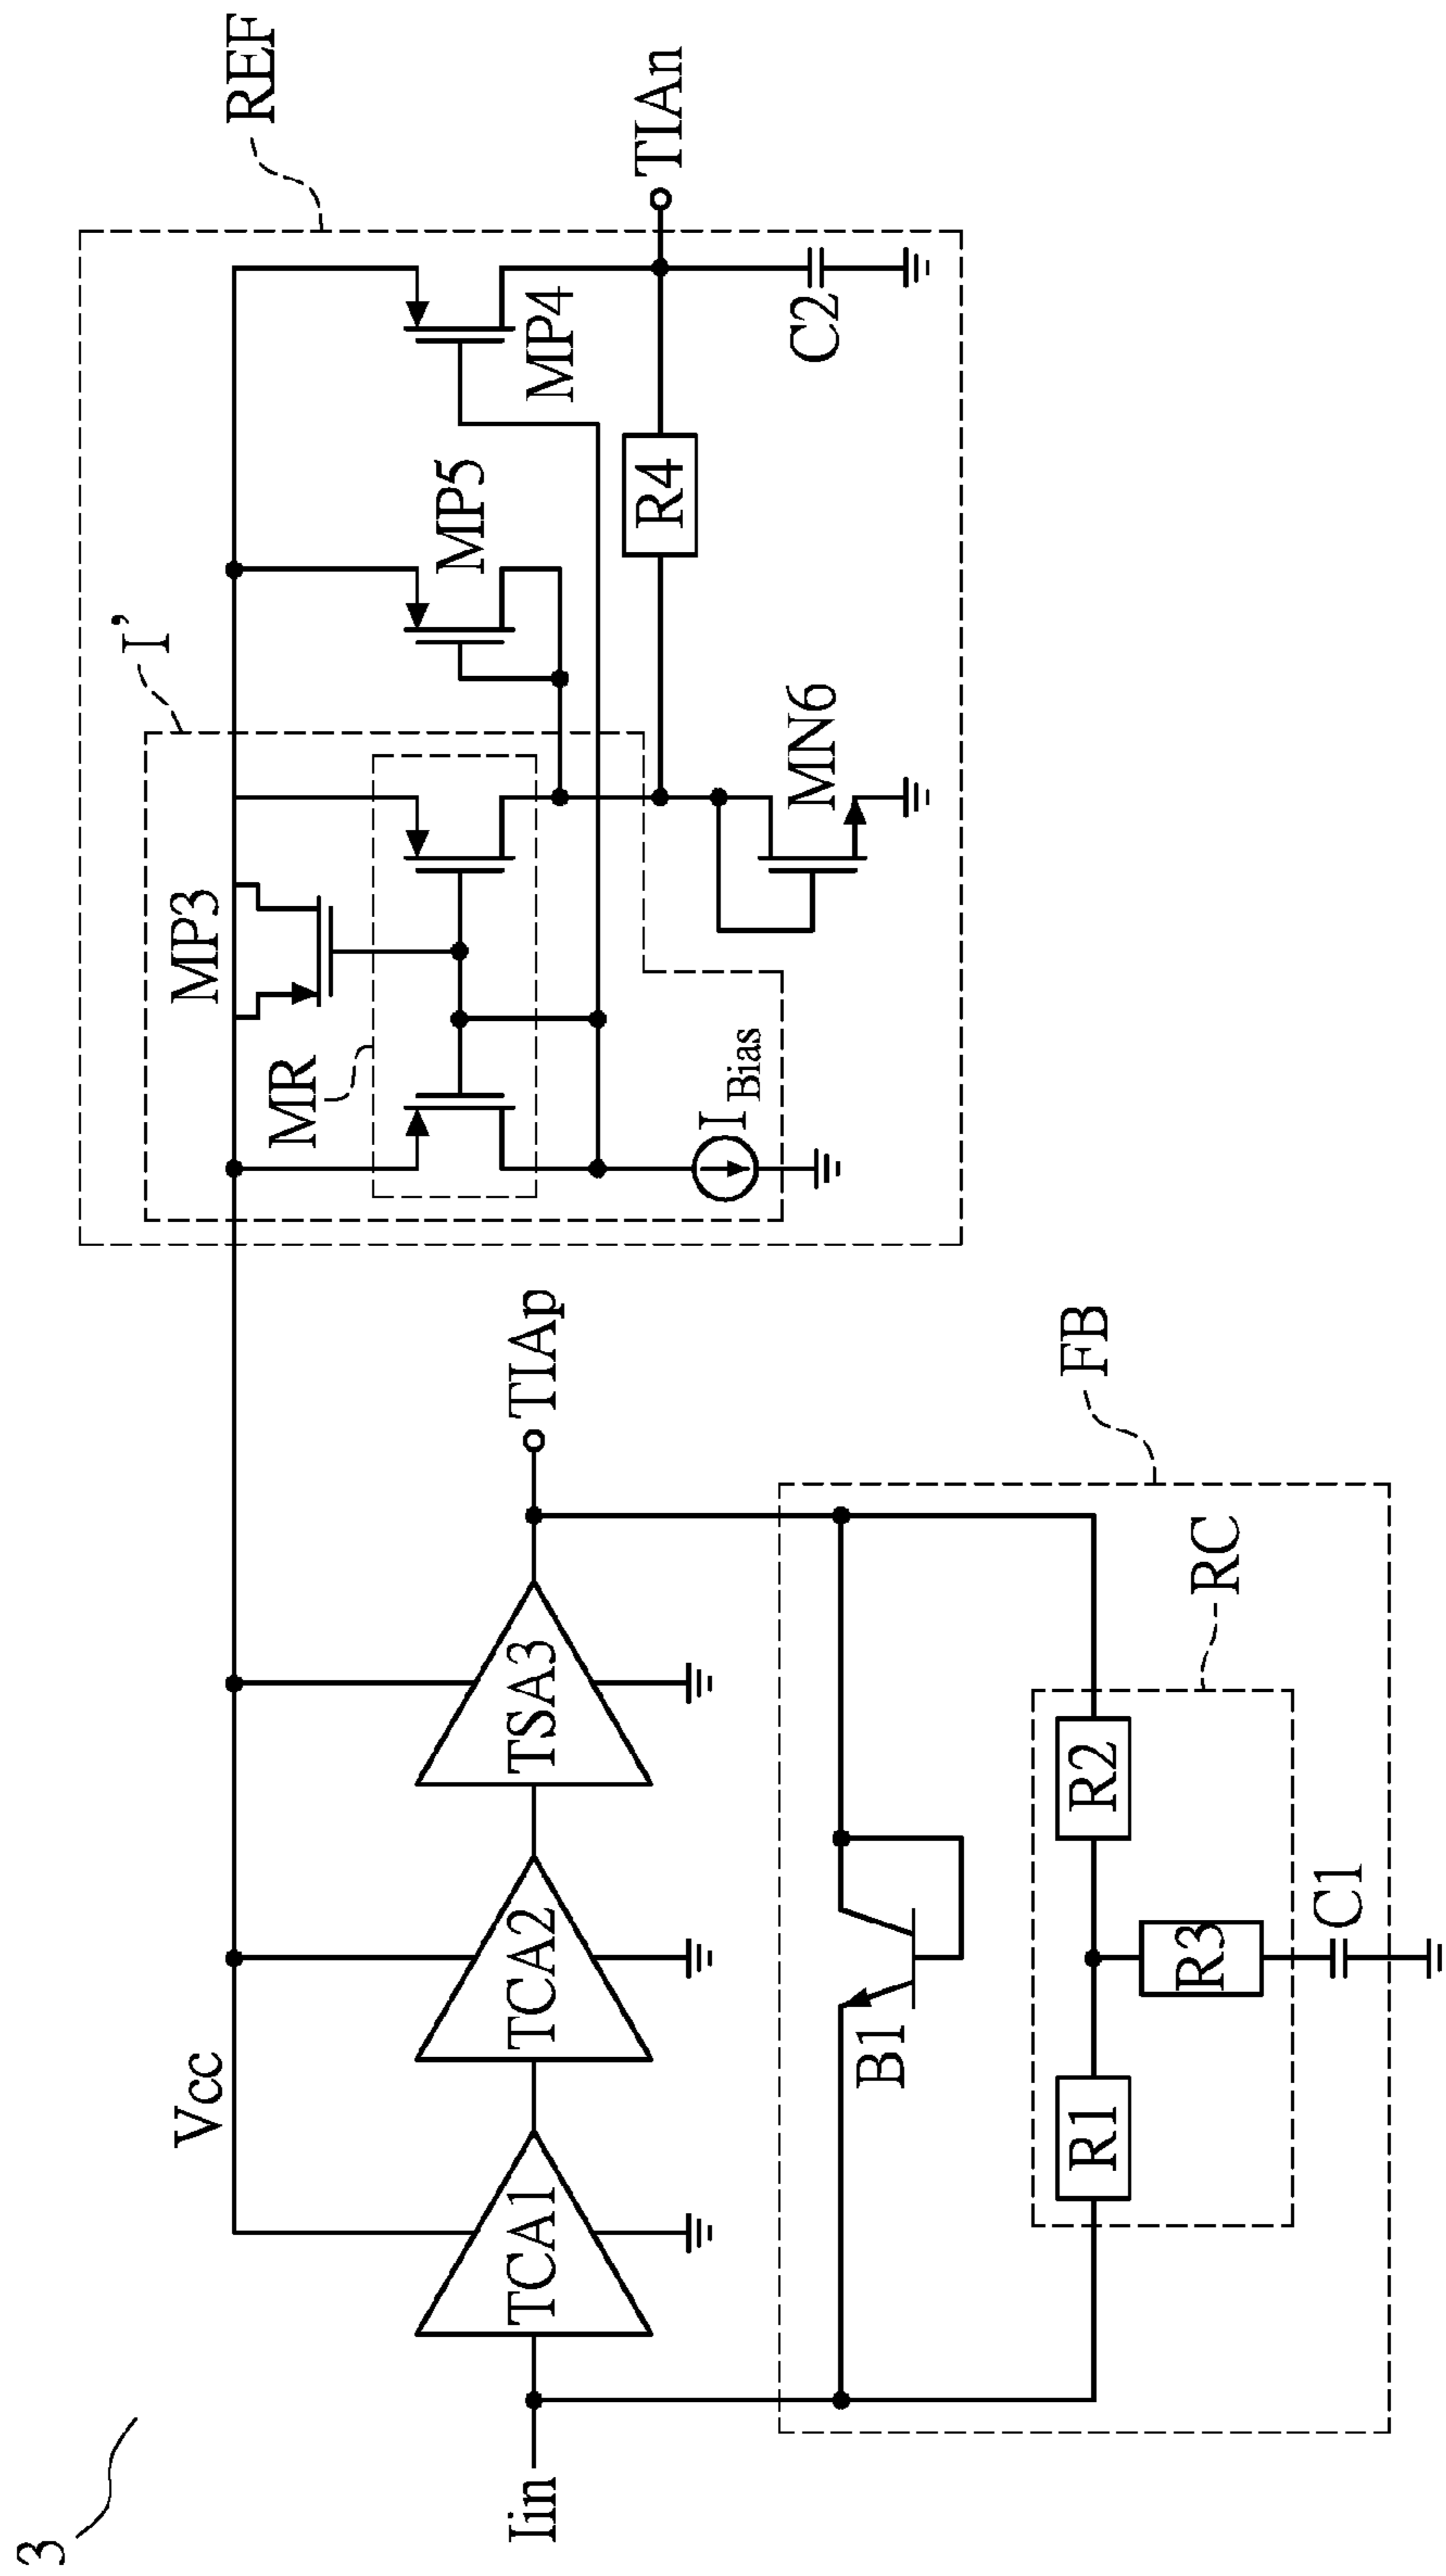 3
Vcc
Iin
TCA1
TCA2
TSA3
TIAp
B1
R1
R2
R3
C1
RC
FB
REF
I'
MP3
MR
I Bias
MP5
MP4
R4
MN6
C2
TIAn